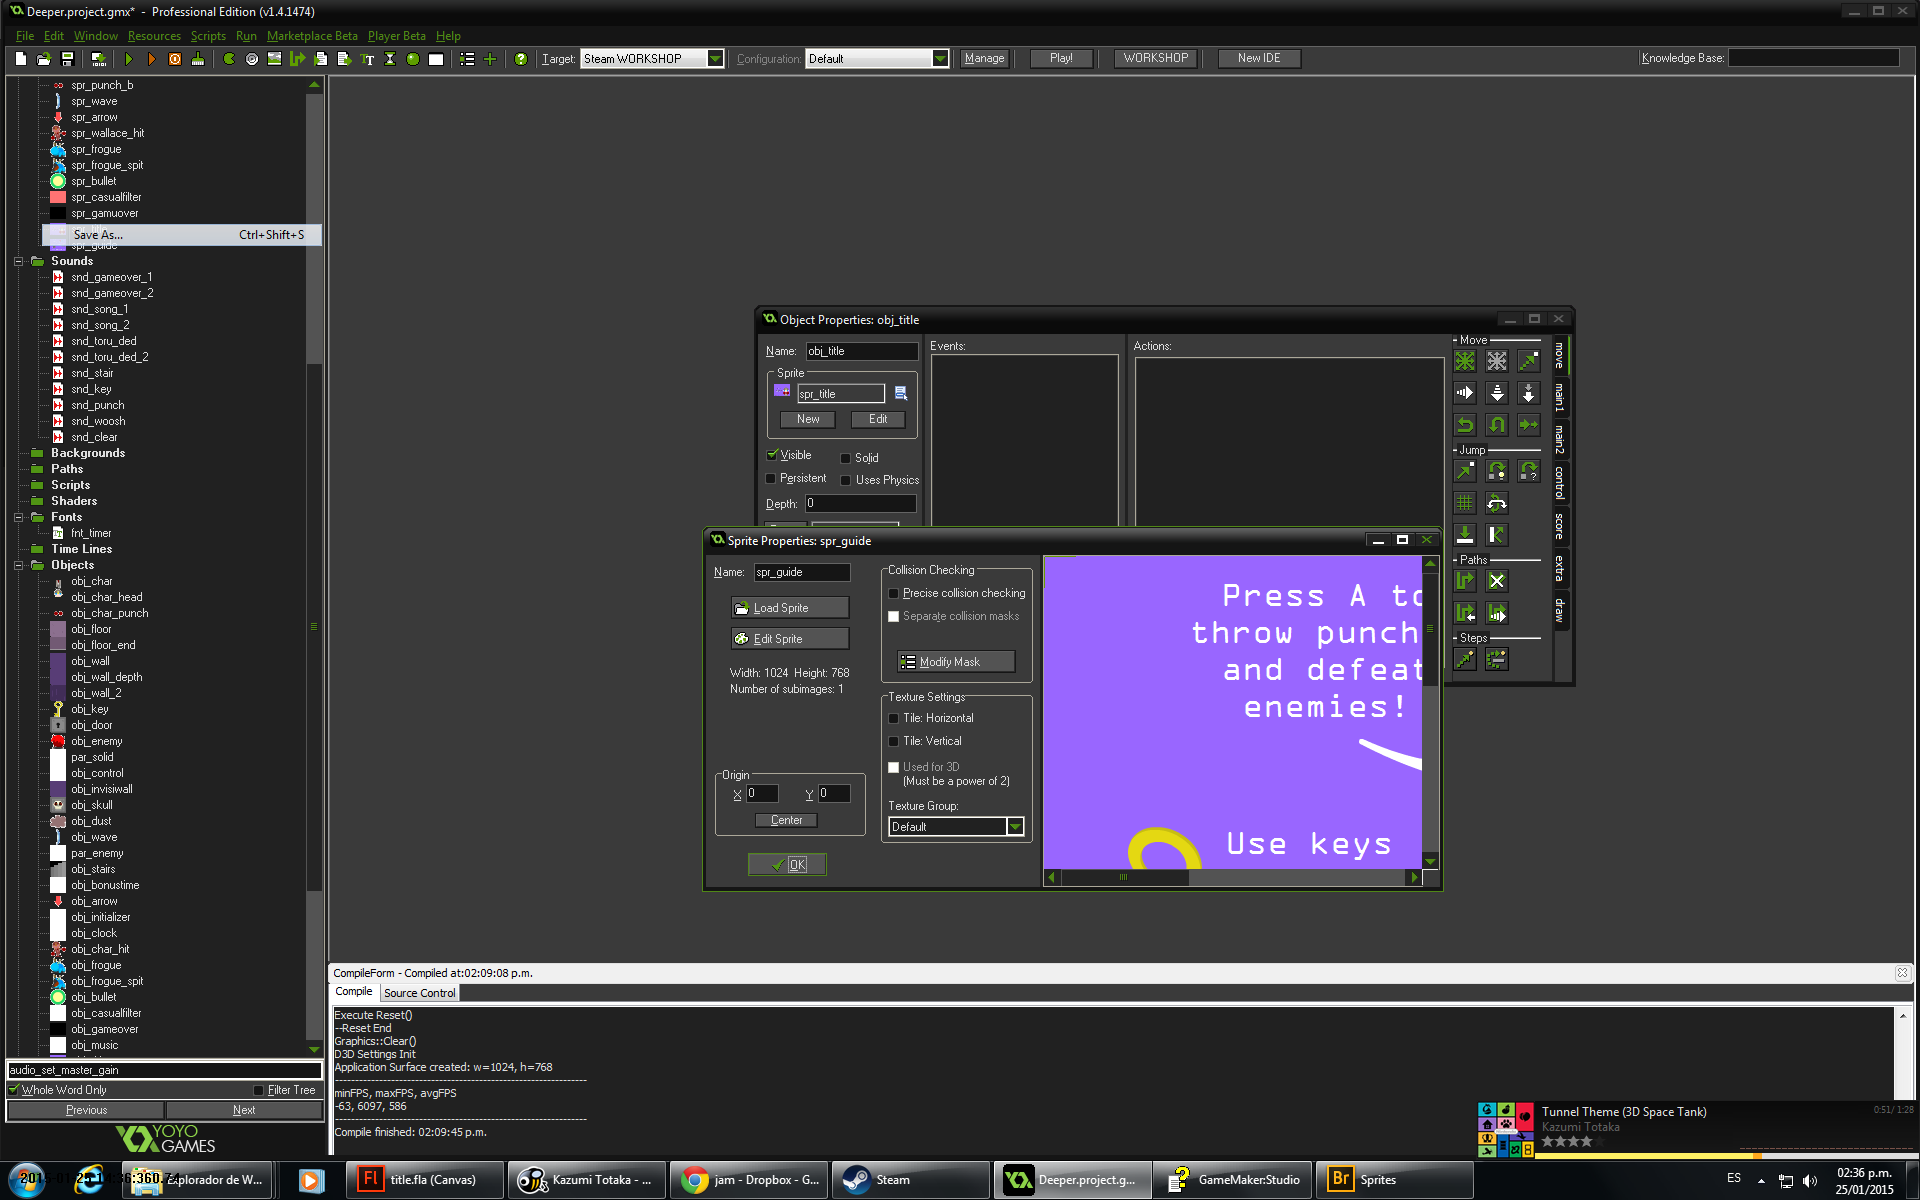 Deeper.project.gmx* - Professional Edition (v1.4.1474)
File Edit Window Resources Scripts Run Marketplace Beta Player Beta Help
Target: Steam WORKSHOP Configuration: Default Manage Play! WORKSHOP New IDE Knowledge Base:
spr_punch_b
spr_wave
spr_arrow
spr_wallace_hit
spr_frogue
spr_frogue_spit
spr_bullet
spr_casualfilter
spr_gamuover
Save As... Ctrl+Shift+S
spr_guide
Sounds
snd_gameover_1
snd_gameover_2
snd_song_1
snd_song_2
snd_toru_ded
snd_toru_ded_2
snd_stair
snd_key
snd_punch
snd_woosh
snd_clear
Backgrounds
Paths
Scripts
Shaders
Fonts
fnt_timer
Time Lines
Objects
obj_char
obj_char_head
obj_char_punch
obj_floor
obj_floor_end
obj_wall
obj_wall_depth
obj_wall_2
obj_key
obj_door
obj_enemy
par_solid
obj_control
obj_invisiwall
obj_skull
obj_dust
obj_wave
par_enemy
obj_stairs
obj_bonustime
obj_arrow
obj_initializer
obj_clock
obj_char_hit
obj_frogue
obj_frogue_spit
obj_bullet
obj_casualfilter
obj_gameover
obj_music
audio_set_master_gain
Whole Word Only Filter Tree
Previous Next
YOYO
GAMES
Object Properties: obj_title
Name: obj_title
Sprite
spr_title
New Edit
Visible Solid
Persistent Uses Physics
Depth: 0
Events:
Actions:
Move
Jump
Paths
Steps
move
main1
main2
control
score
extra
draw
Sprite Properties: spr_guide
Name: spr_guide
Load Sprite
Edit Sprite
Width: 1024 Height: 768
Number of subimages: 1
Origin
X 0 Y 0
Center
OK
Collision Checking
Precise collision checking
Separate collision masks
Modify Mask
Texture Settings
Tile: Horizontal
Tile: Vertical
Used for 3D
(Must be a power of 2)
Texture Group:
Default
Press A to
throw punch
and defeat
enemies!
Use keys
CompileForm - Compiled at:02:09:08 p.m.
Compile Source Control
Execute Reset()
--Reset End
Graphics::Clear()
D3D Settings Init
Application Surface created: w=1024, h=768
minFPS, maxFPS, avgFPS
-63, 6097, 586
Compile finished: 02:09:45 p.m.
Tunnel Theme (3D Space Tank) 0:51/ 1:28
Kazumi Totaka
Explorador de W...
title.fla (Canvas)
Kazumi Totaka - ...
jam - Dropbox - G...
Steam
Deeper.project.g...
GameMaker:Studio
Sprites
ES
02:36 p.m.
25/01/2015